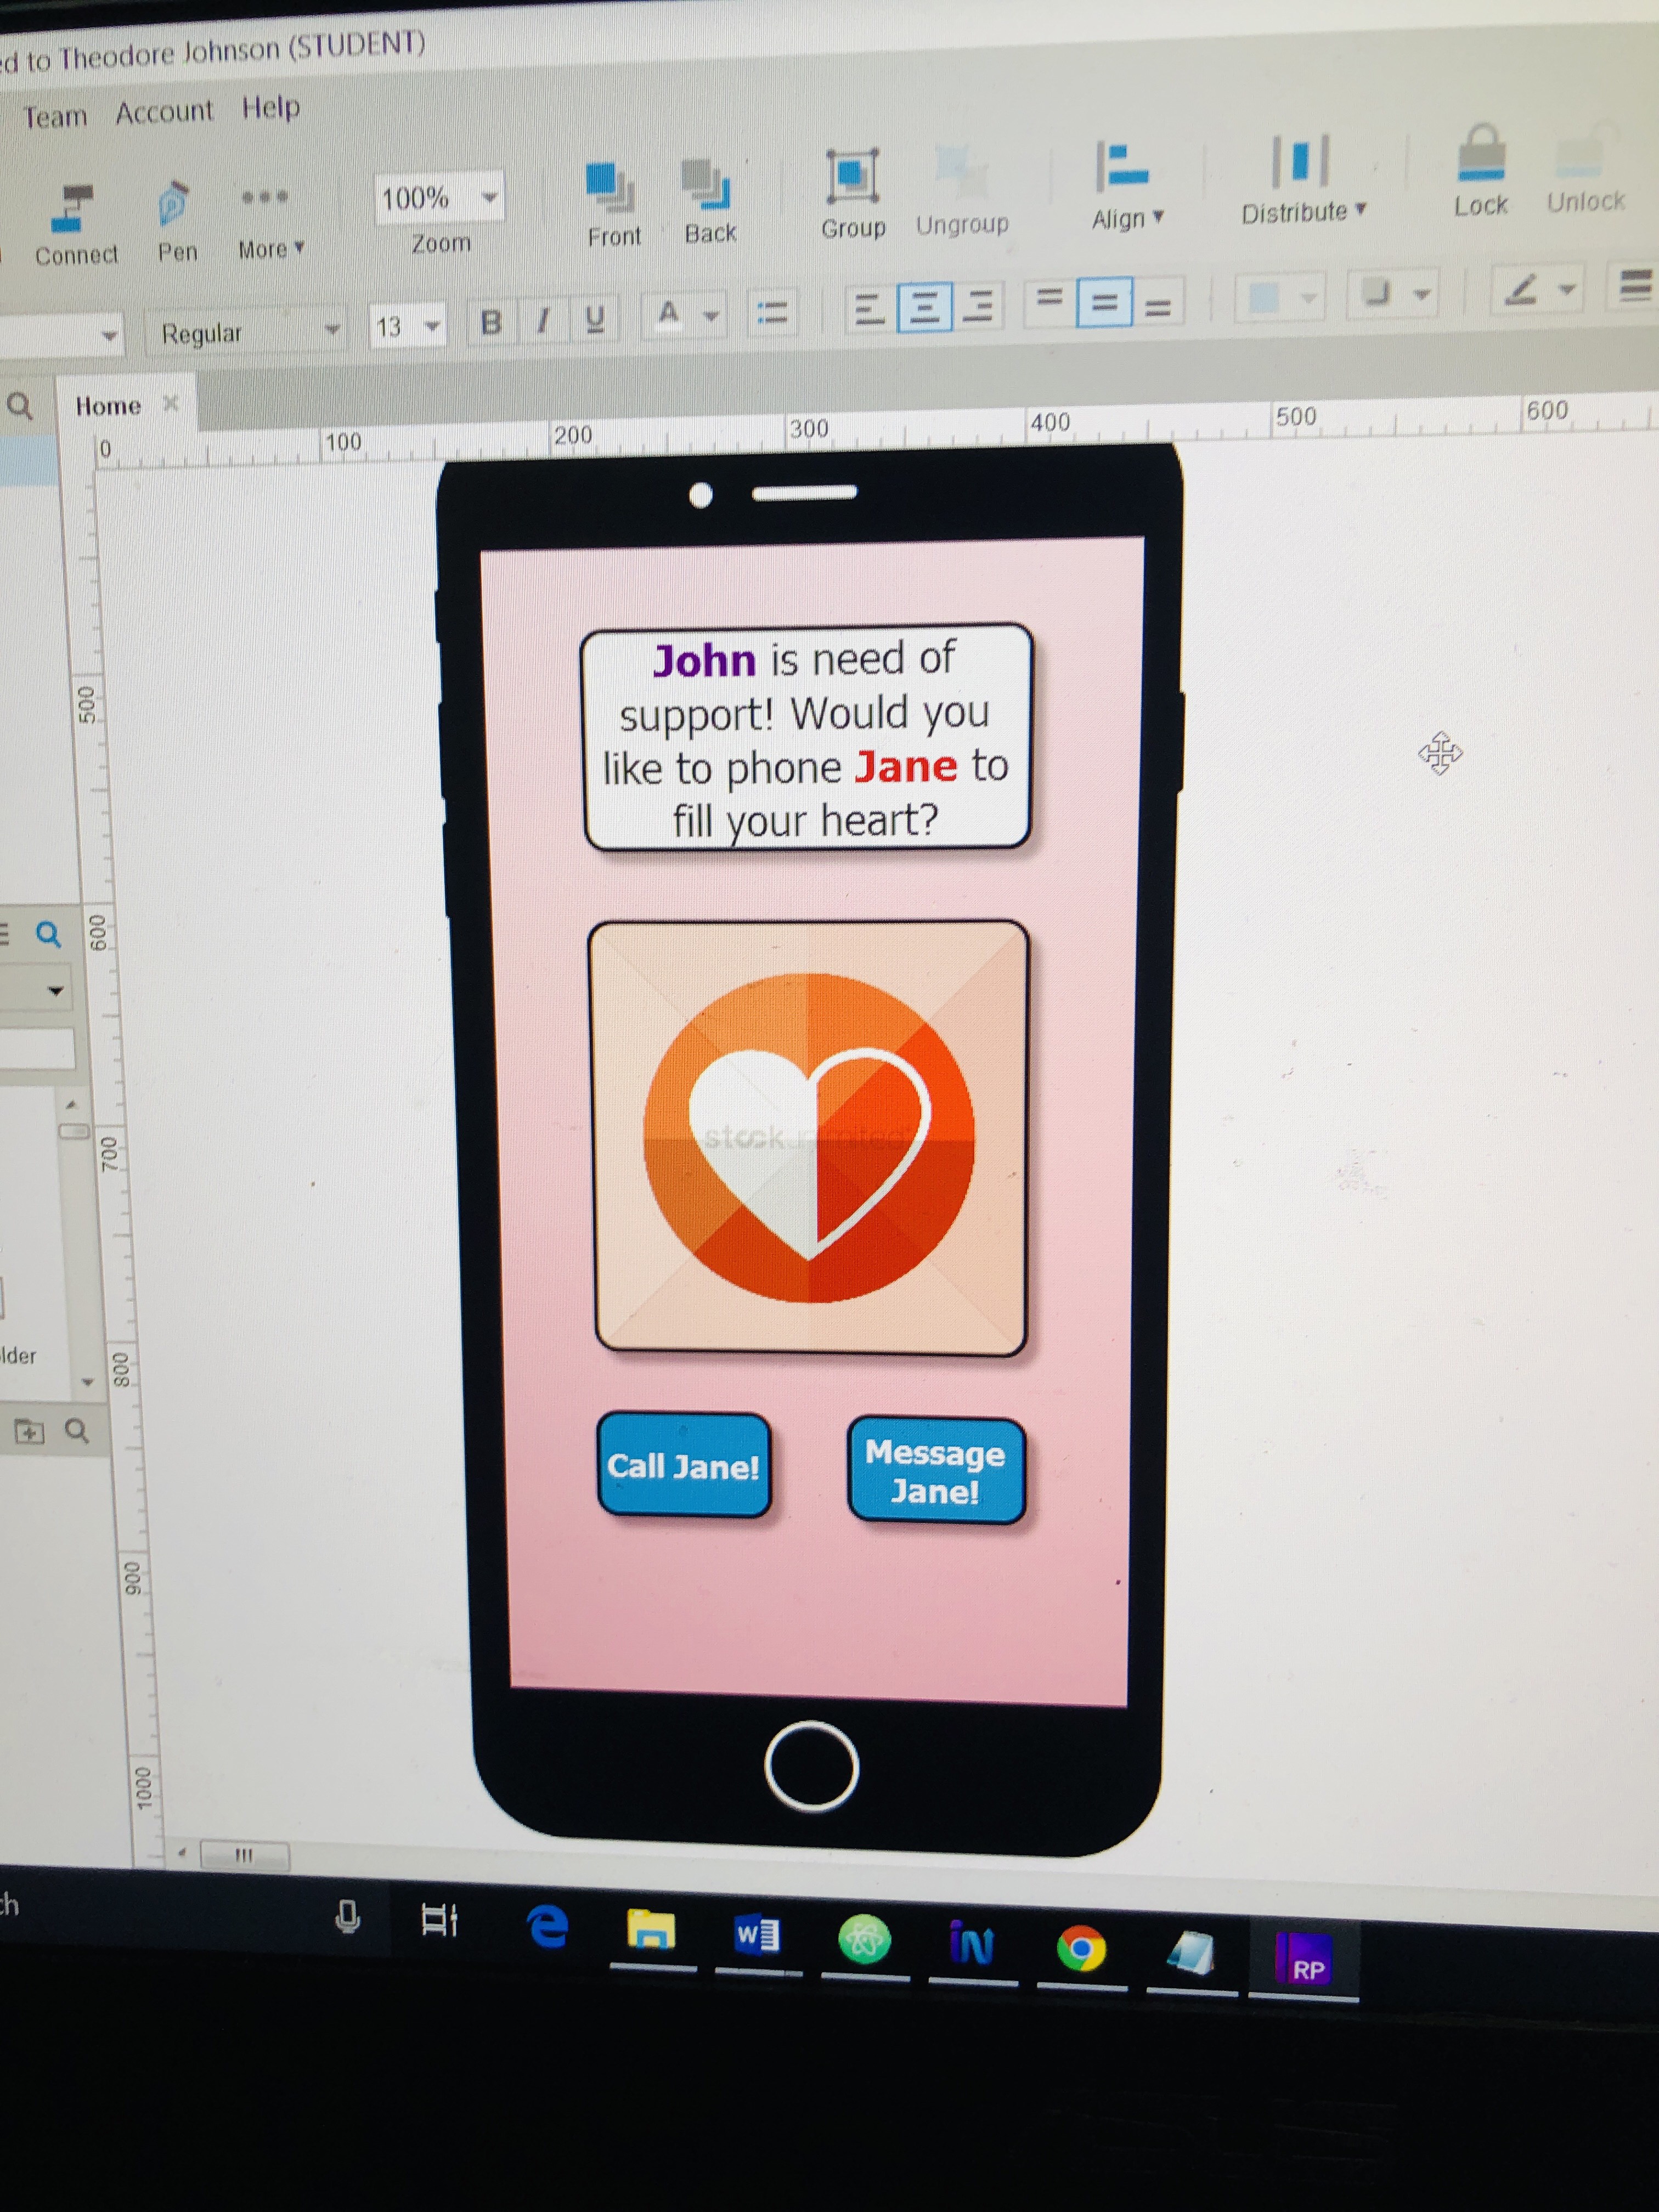 ed to Theodore Johnson (STUDENT)
Team Account Help
Connect Pen More 100% Zoom Front Back Group Ungroup Align Distribute Lock Unlock
Regular 13 B I U A
Home
0 100 200 300 400 500 600
500
600
700
800
900
1000
John is need of
support! Would you
like to phone Jane to
fill your heart?
stock
Call Jane!
Message
Jane!
lder
ch
W
RP